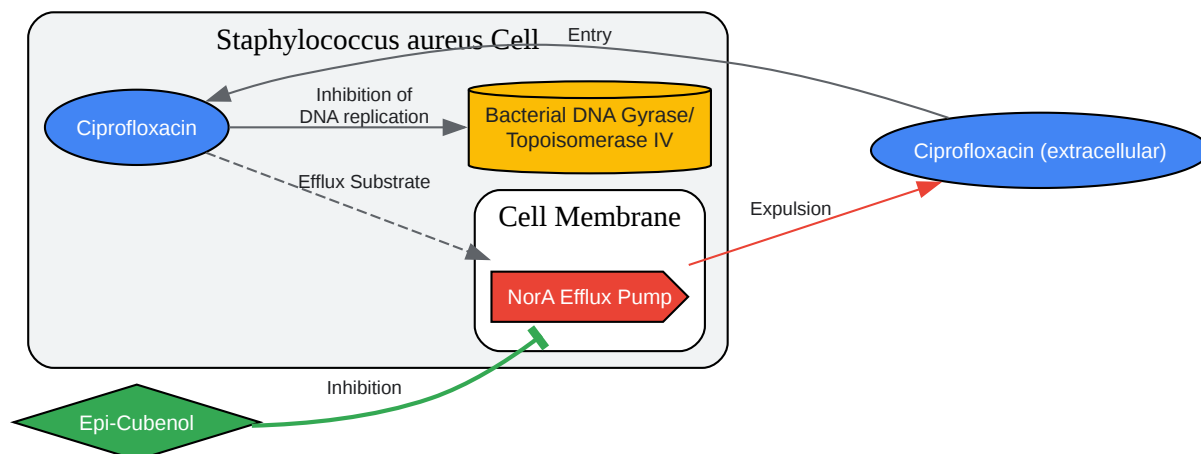 Staphylococcus aureus Cell
Entry
Ciprofloxacin
Inhibition of
DNA replication
Bacterial DNA Gyrase/
Topoisomerase IV
Ciprofloxacin (extracellular)
Efflux Substrate
Cell Membrane
Expulsion
NorA Efflux Pump
Inhibition
Epi-Cubenol